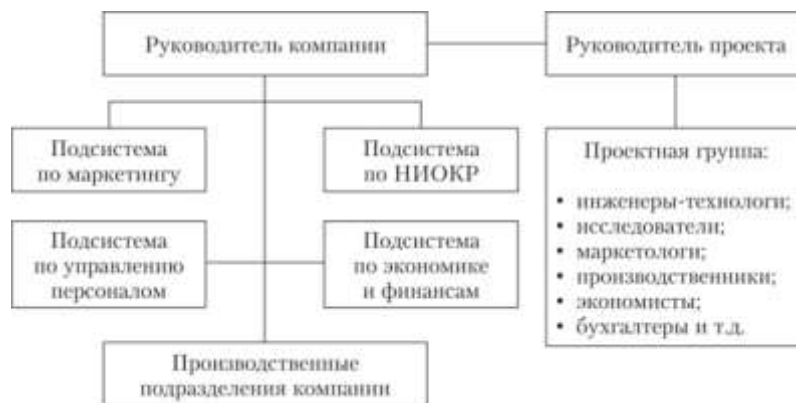 Руководитель компании
Руководитель проекта
Подсистема
по маркетингу
Подсистема
по НИОКР
Подсистема
по управлению
персоналом
Подсистема
по экономике
и финансам
Производственные
подразделения компании
Проектная группа:
• инженеры-технологи;
• исследователи;
• маркетологи;
• производственники;
• экономисты;
• бухгалтеры и т.д.